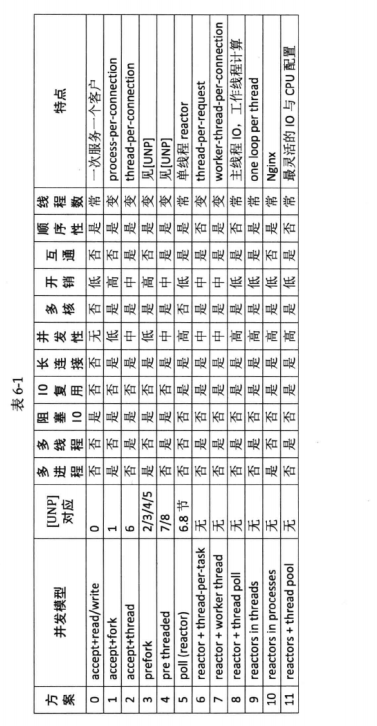 表 6-1
方案 并发模型 [UNP]对应 多进程 多线程 阻塞IO IO复用 长连接 并发性 多核 开销 互通 顺序性 线程数 特点
0 accept+read/write 0 否 否 是 否 否 无 否 低 否 是 常 一次服务一个客户
1 accept+fork 1 是 否 是 否 是 低 是 高 否 是 变 process-per-connection
2 accept+thread 6 否 是 是 否 是 中 是 中 是 是 变 thread-per-connection
3 prefork 2/3/4/5 是 否 是 否 是 低 是 高 否 是 变 见[UNP]
4 pre threaded 7/8 否 是 是 否 是 中 是 中 是 是 变 见[UNP]
5 poll (reactor) 6.8 节 否 否 否 是 是 高 否 低 是 是 常 单线程 reactor
6 reactor + thread-per-task 无 否 是 否 是 是 中 是 中 是 否 变 thread-per-request
7 reactor + worker thread 无 否 是 否 是 是 中 是 中 是 是 变 worker-thread-per-connection
8 reactor + thread poll 无 否 是 否 是 是 高 是 低 是 否 常 主线程 IO，工作线程计算
9 reactors in threads 无 否 是 否 是 是 高 是 低 是 是 常 one loop per thread
10 reactors in processes 无 是 否 否 是 是 高 是 低 否 是 常 Nginx
11 reactors + thread pool 无 否 是 否 是 是 高 是 低 是 否 常 最灵活的 IO 与 CPU 配置